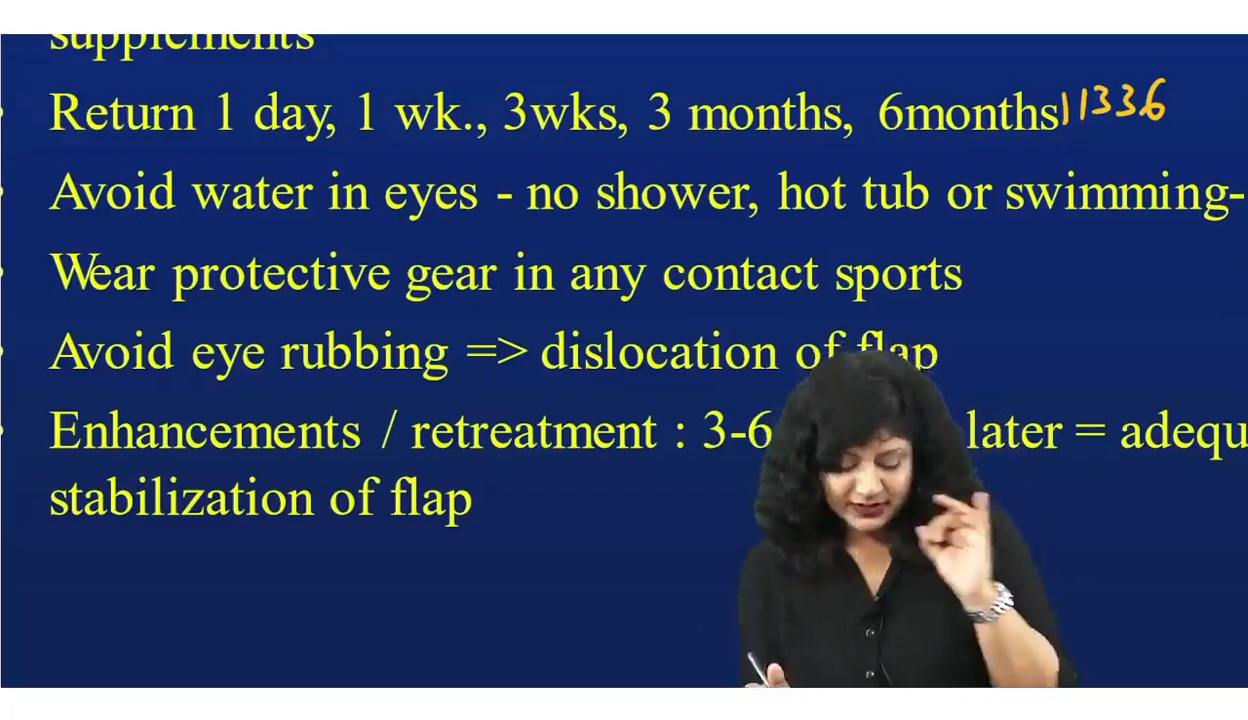 supplements
Return 1 day, 1 wk., 3wks, 3 months, 6months 11336
Avoid water in eyes - no shower, hot tub or swimming-
Wear protective gear in any contact sports
Avoid eye rubbing => dislocation of flap
Enhancements / retreatment : 3-6 later = adequ
stabilization of flap